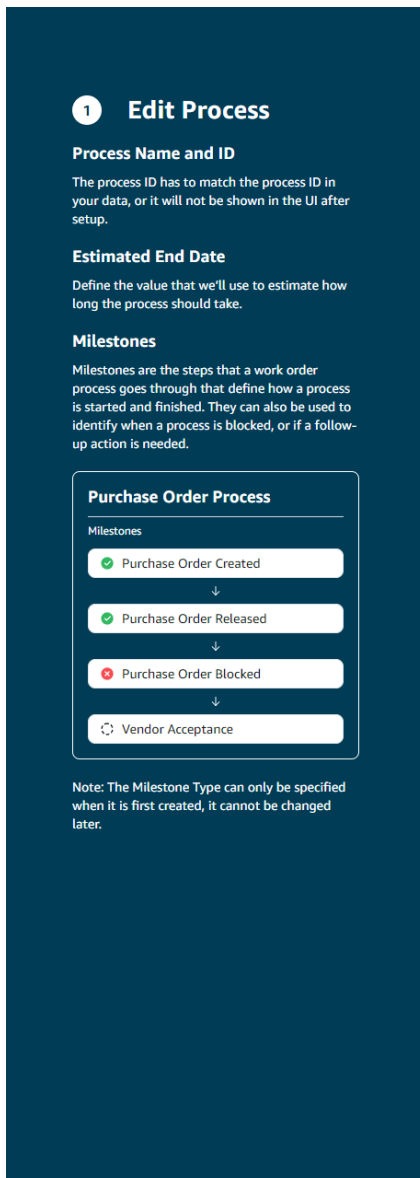 1 Edit Process
Process Name and ID
The process ID has to match the process ID in
your data, or it will not be shown in the UI after
setup.
Estimated End Date
Define the value that we'll use to estimate how
long the process should take.
Milestones
Milestones are the steps that a work order
process goes through that define how a process
is started and finished. They can also be used to
identify when a process is blocked, or if a follow-
up action is needed.
Purchase Order Process
Milestones
Purchase Order Created
Purchase Order Released
Purchase Order Blocked
Vendor Acceptance
Note: The Milestone Type can only be specified
when it is first created, it cannot be changed
later.